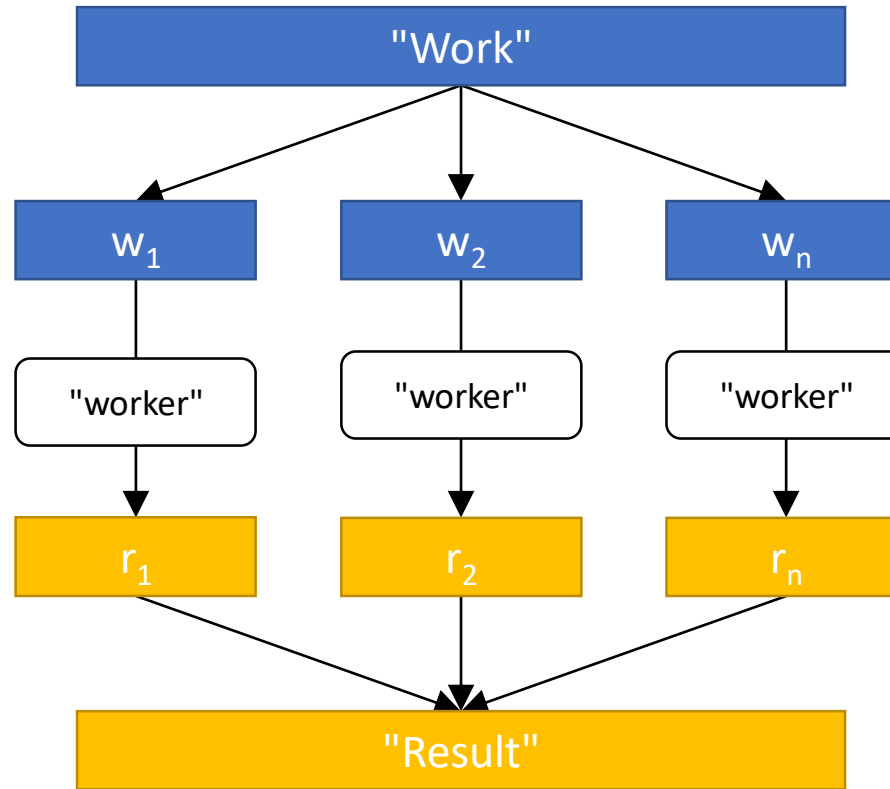 "Work"
w₁ w₂ wₙ
"worker" "worker" "worker"
r₁ r₂ rₙ
"Result"